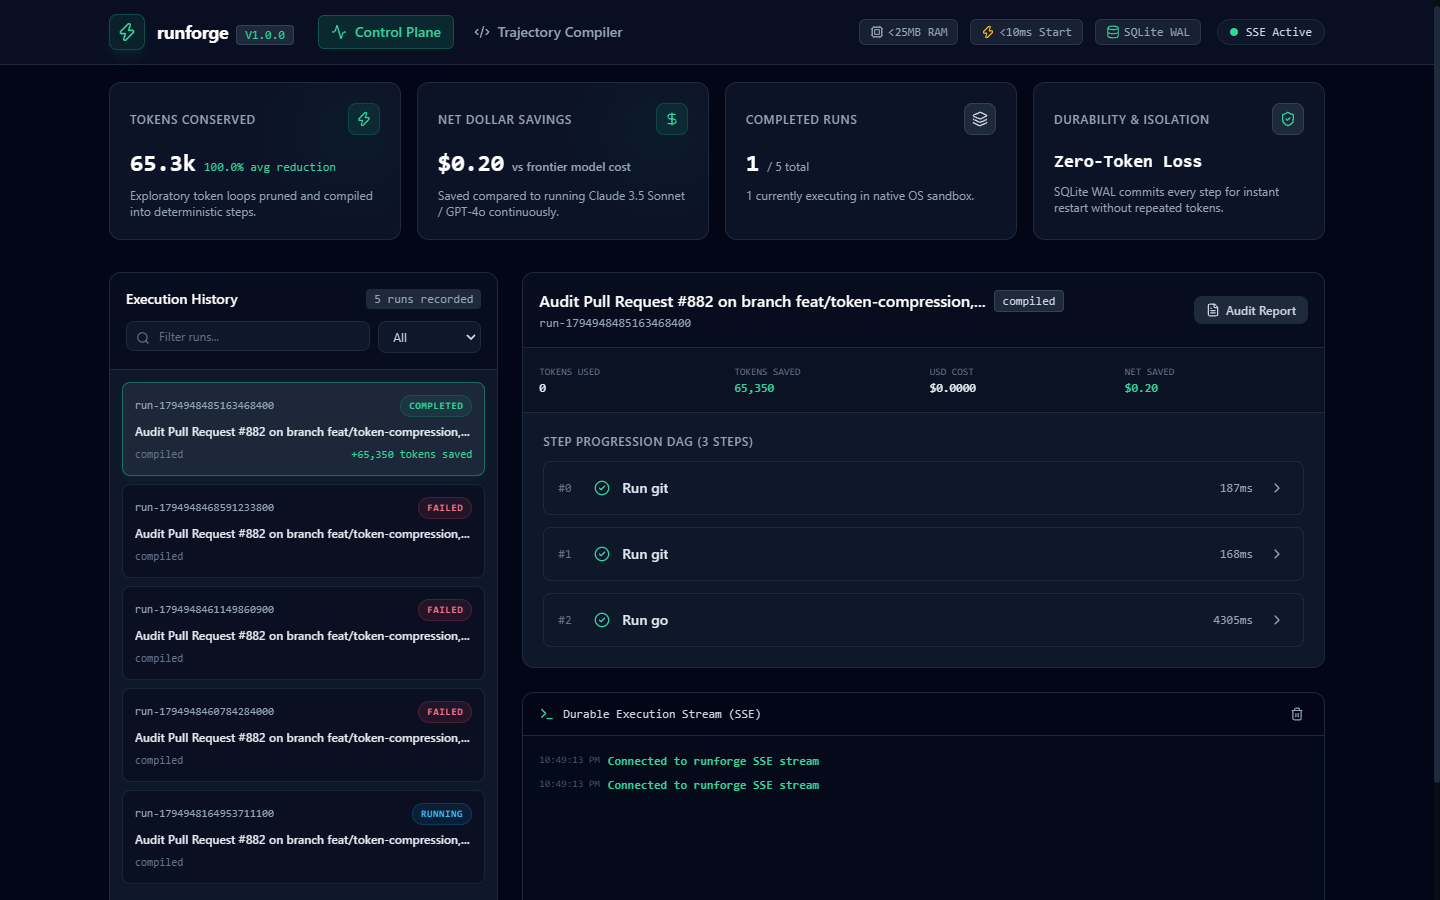 runforge V1.0.0 Control Plane Trajectory Compiler <25MB RAM <10ms Start SQLite WAL SSE Active
TOKENS CONSERVED
65.3k 100.0% avg reduction
Exploratory token loops pruned and compiled
into deterministic steps.
NET DOLLAR SAVINGS
$0.20 vs frontier model cost
Saved compared to running Claude 3.5 Sonnet
/ GPT-4o continuously.
COMPLETED RUNS
1 / 5 total
1 currently executing in native OS sandbox.
DURABILITY & ISOLATION
Zero-Token Loss
SQLite WAL commits every step for instant
restart without repeated tokens.
Execution History 5 runs recorded
Filter runs... All
run-1794948485163468400 COMPLETED
Audit Pull Request #882 on branch feat/token-compression,...
compiled +65,350 tokens saved
run-1794948468591233800 FAILED
Audit Pull Request #882 on branch feat/token-compression,...
compiled
run-1794948461149860900 FAILED
Audit Pull Request #882 on branch feat/token-compression,...
compiled
run-1794948460784284000 FAILED
Audit Pull Request #882 on branch feat/token-compression,...
compiled
run-1794948164953711100 RUNNING
Audit Pull Request #882 on branch feat/token-compression,...
compiled
Audit Pull Request #882 on branch feat/token-compression,... compiled
run-1794948485163468400
Audit Report
TOKENS USED TOKENS SAVED USD COST NET SAVED
0 65,350 $0.0000 $0.20
STEP PROGRESSION DAG (3 STEPS)
#0 Run git 187ms
#1 Run git 168ms
#2 Run go 4305ms
Durable Execution Stream (SSE)
10:49:13 PM Connected to runforge SSE stream
10:49:13 PM Connected to runforge SSE stream